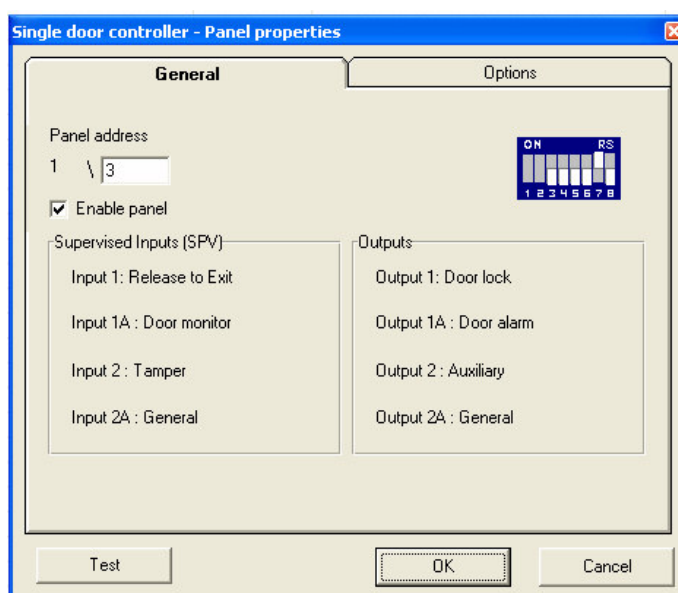 Single door controller - Panel properties
General
Options
Panel address
1 \ 3
ON RS
1 2 3 4 5 6 7 8
Enable panel
Supervised Inputs (SPV)
Input 1: Release to Exit
Input 1A : Door monitor
Input 2 : Tamper
Input 2A : General
Outputs
Output 1: Door lock
Output 1A : Door alarm
Output 2 : Auxiliary
Output 2A : General
Test
OK
Cancel